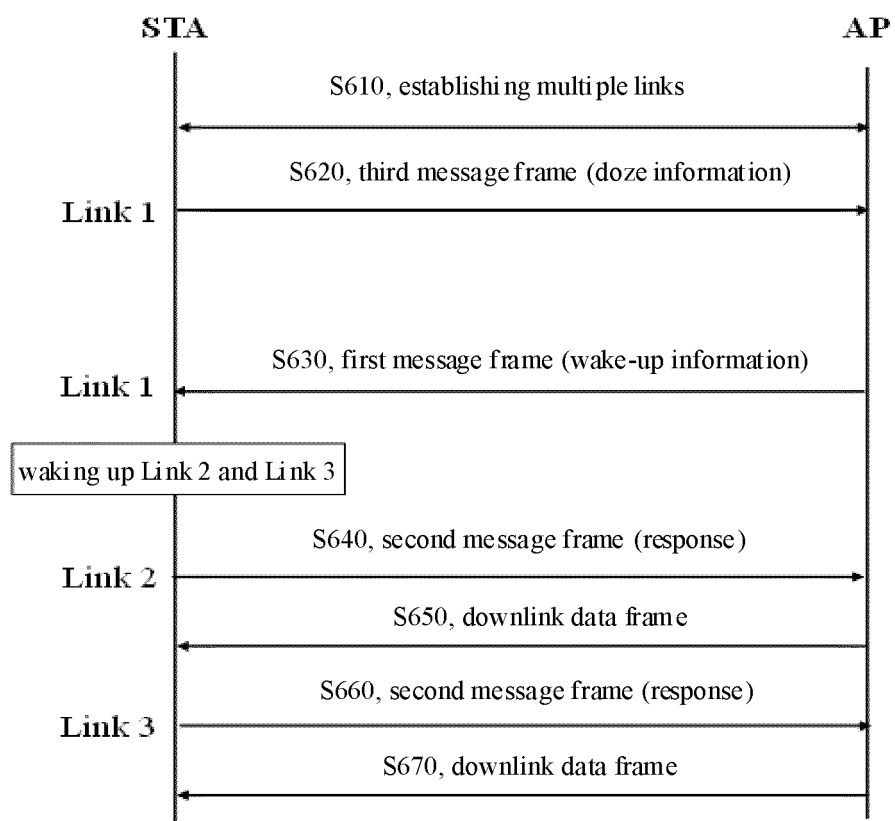 STA
AP
S610, establishing multiple links
S620, third message frame (doze information)
Link 1
S630, first message frame (wake-up information)
Link 1
waking up Link 2 and Link 3
S640, second message frame (response)
Link 2
S650, downlink data frame
S660, second message frame (response)
Link 3
S670, downlink data frame